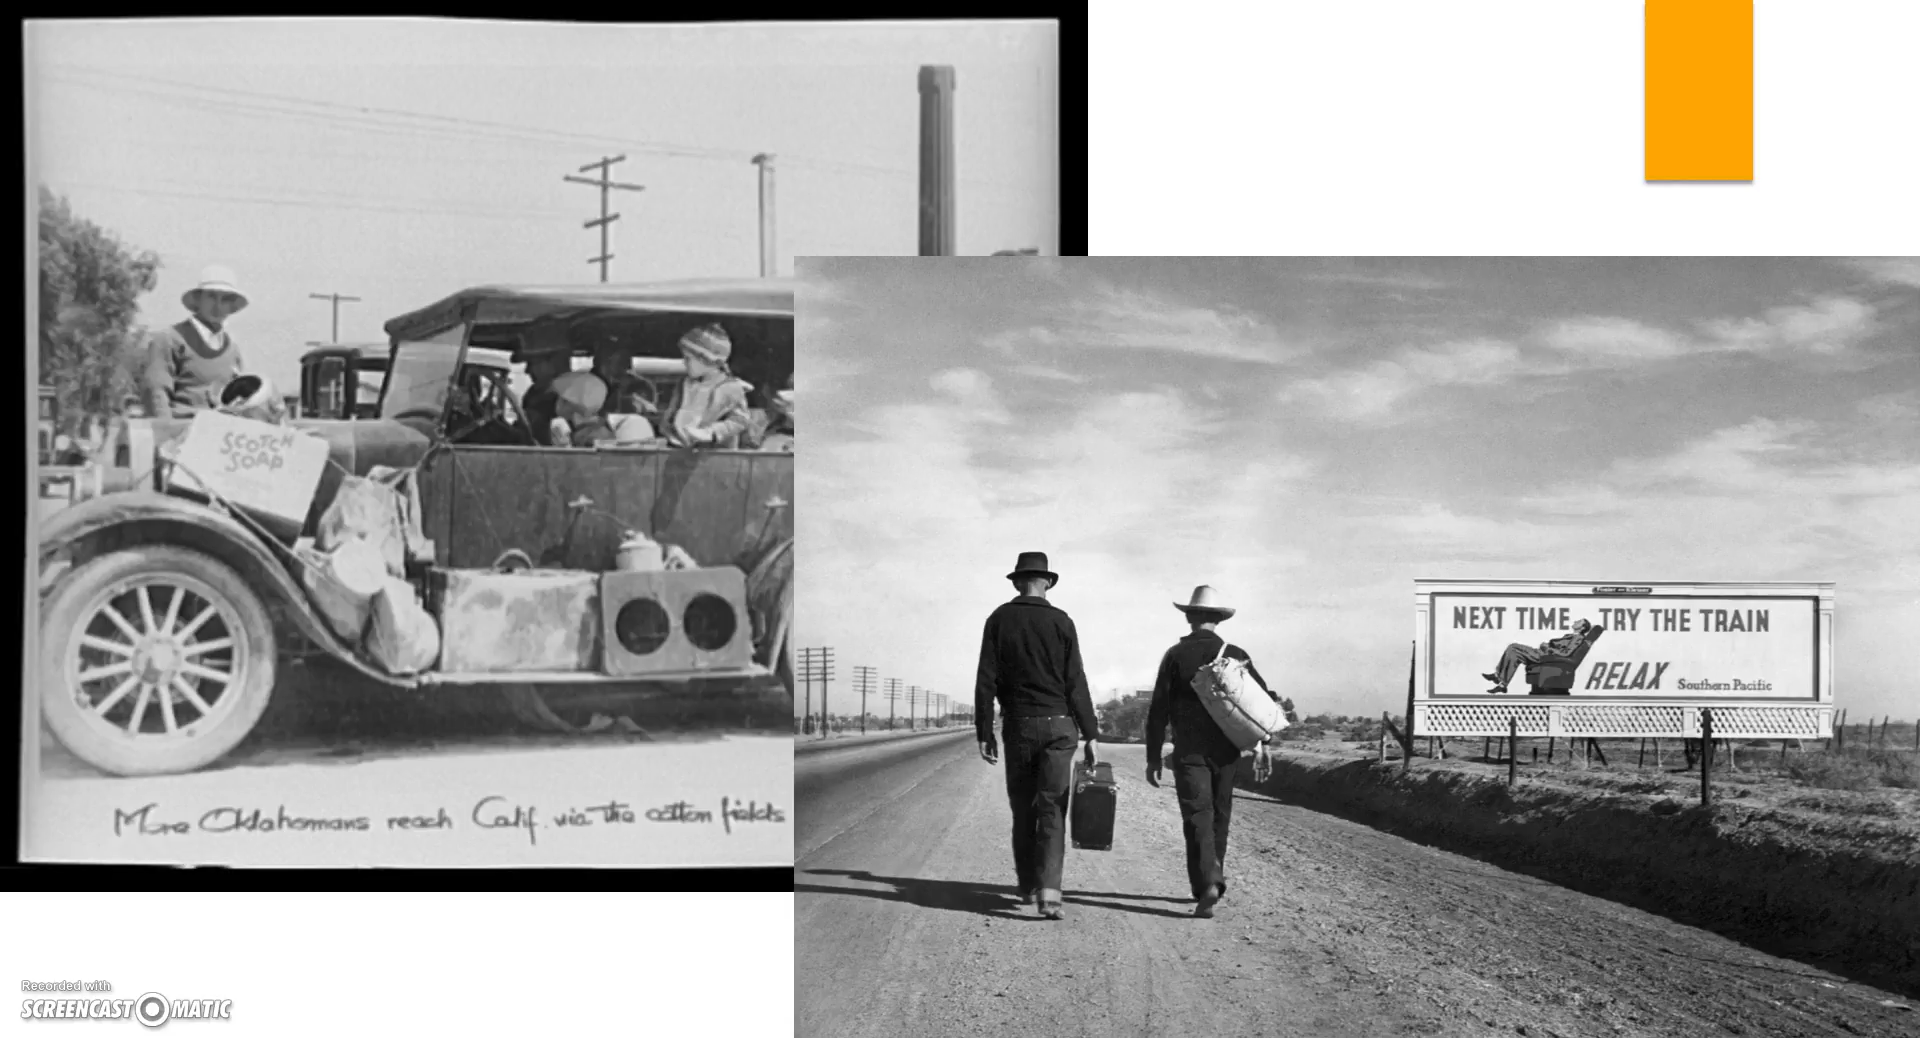 SCOTCH
SOAP
More Oklahomans reach Calif. via the cotton fields
NEXT TIME TRY THE TRAIN
RELAX Southern Pacific
Recorded with
SCREENCAST MATIC